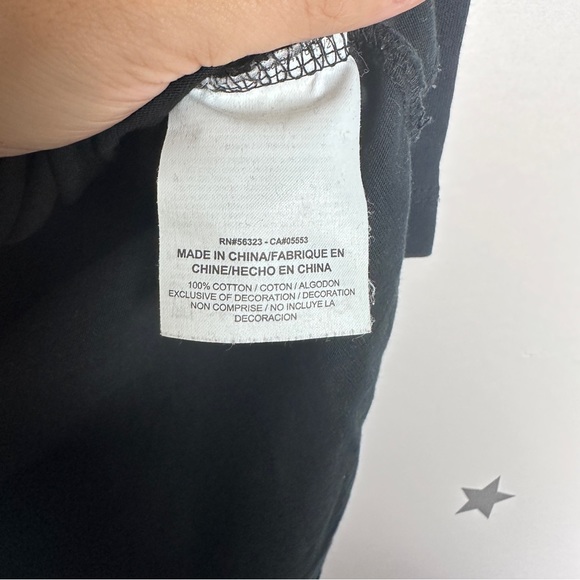 RN#56323 - CA#05553
MADE IN CHINA/FABRIQUE EN
CHINE/HECHO EN CHINA
100% COTTON / COTON / ALGODON
EXCLUSIVE OF DECORATION / DECORATION
NON COMPRISE / NO INCLUYE LA
DECORACION